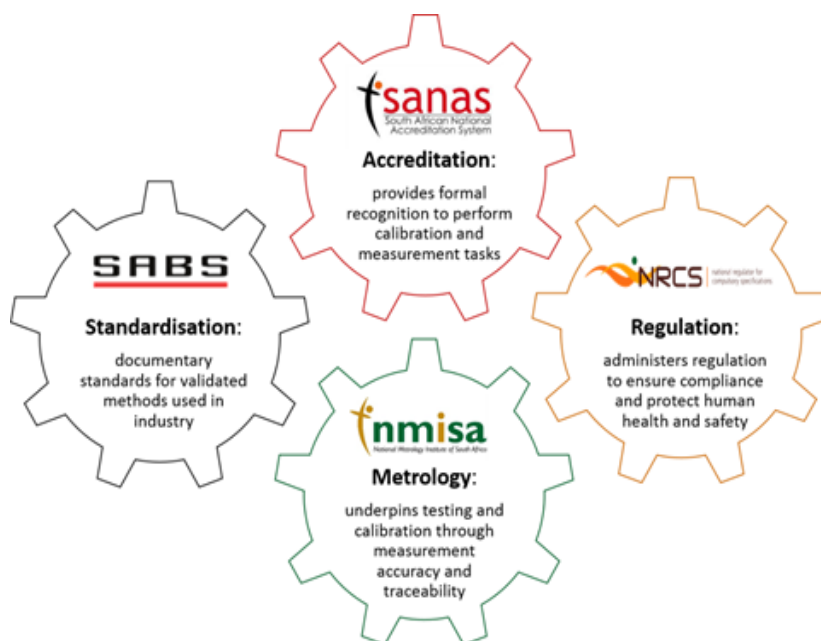 sanas
South African National
Accreditation System
Accreditation:
provides formal
recognition to perform
calibration and
measurement tasks
SABS
Standardisation:
documentary
standards for validated
methods used in
industry
NRCS
national regulator for
compulsory specifications
Regulation:
administers regulation
to ensure compliance
and protect human
health and safety
nmisa
National Metrology Institute of South Africa
Metrology:
underpins testing and
calibration through
measurement
accuracy and
traceability